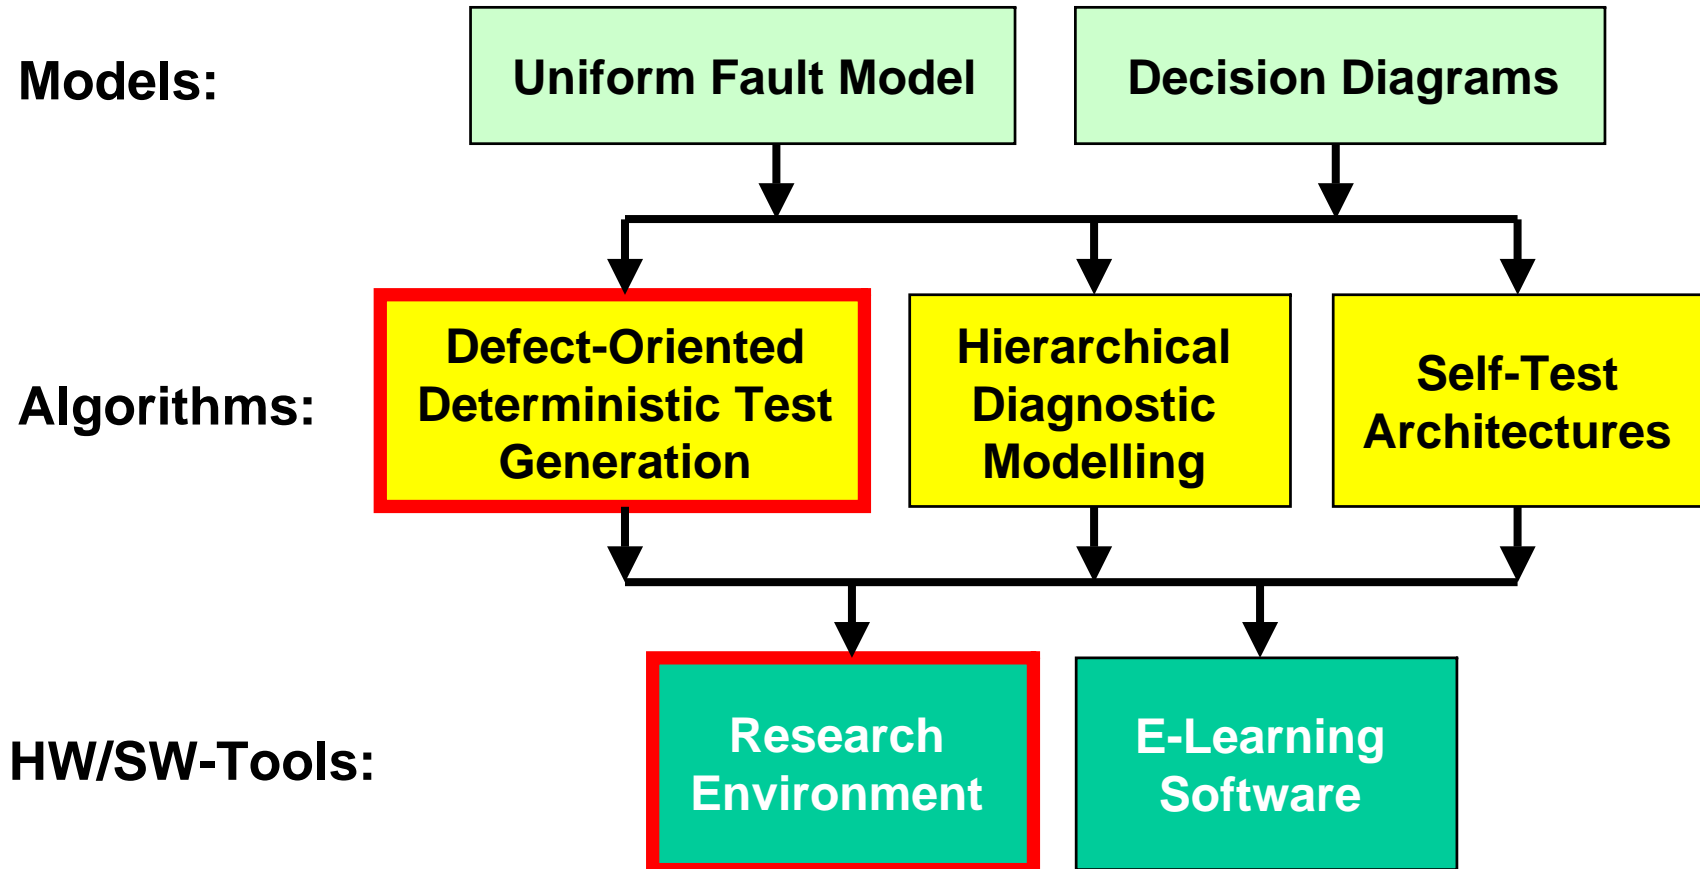 Models:
Uniform Fault Model
Decision Diagrams
Algorithms:
Defect-Oriented
Deterministic Test
Generation
Hierarchical
Diagnostic
Modelling
Self-Test
Architectures
HW/SW-Tools:
Research
Environment
E-Learning
Software